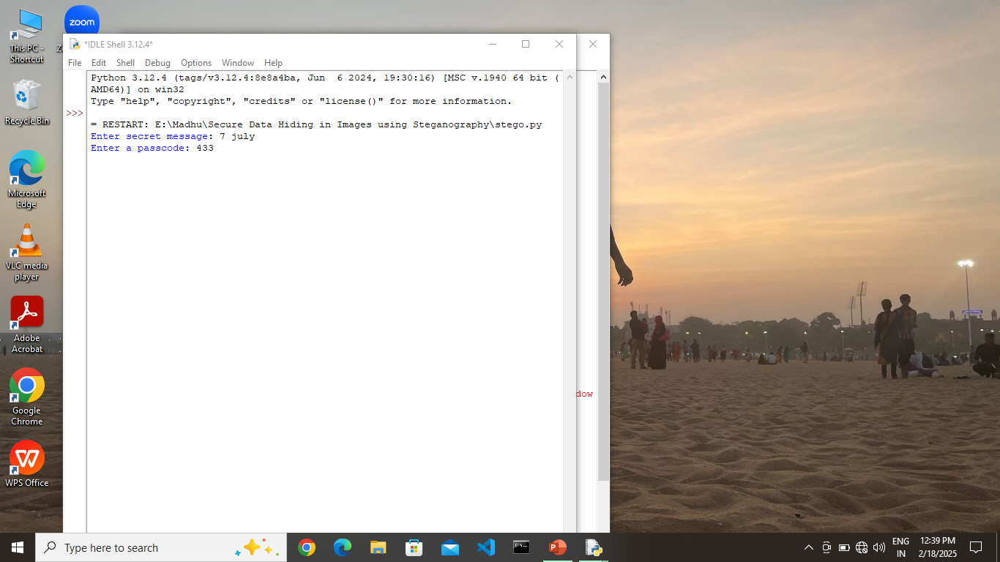 This PC -
Shortcut
Recycle Bin
Microsoft
Edge
VLC media
player
Adobe
Acrobat
Google
Chrome
WPS Office
zoom
*IDLE Shell 3.12.4*
File Edit Shell Debug Options Window Help
Python 3.12.4 (tags/v3.12.4:8e8a4ba, Jun  6 2024, 19:30:16) [MSC v.1940 64 bit (
AMD64)] on win32
Type "help", "copyright", "credits" or "license()" for more information.
>>>
= RESTART: E:\Madhu\Secure Data Hiding in Images using Steganography\stego.py
Enter secret message: 7 july
Enter a passcode: 433
dow
Type here to search
ENG
IN
12:39 PM
2/18/2025